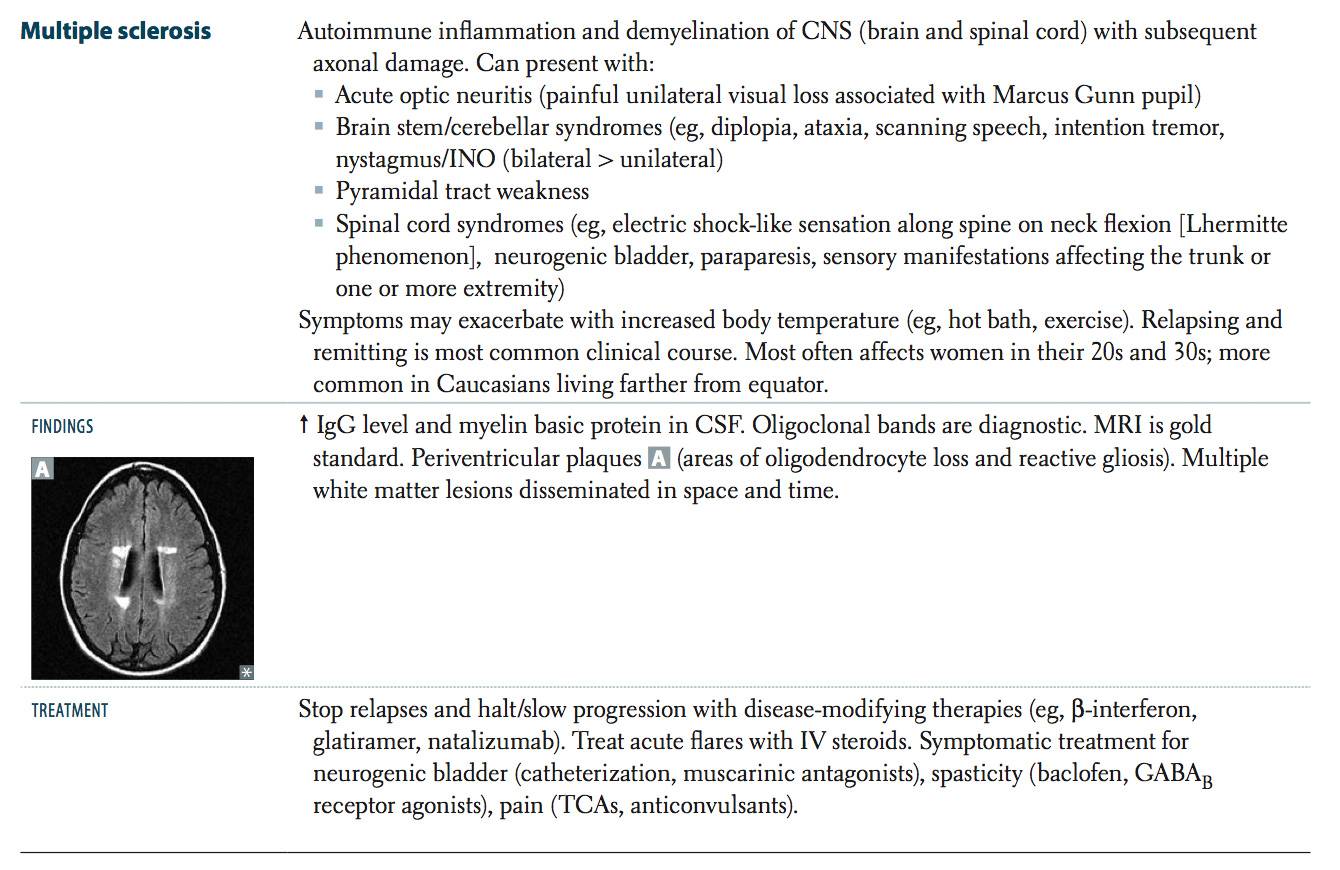 Multiple sclerosis
Autoimmune inflammation and demyelination of CNS (brain and spinal cord) with subsequent
axonal damage. Can present with:
▪ Acute optic neuritis (painful unilateral visual loss associated with Marcus Gunn pupil)
▪ Brain stem/cerebellar syndromes (eg, diplopia, ataxia, scanning speech, intention tremor,
nystagmus/INO (bilateral > unilateral)
▪ Pyramidal tract weakness
▪ Spinal cord syndromes (eg, electric shock-like sensation along spine on neck flexion [Lhermitte
phenomenon], neurogenic bladder, paraparesis, sensory manifestations affecting the trunk or
one or more extremity)
Symptoms may exacerbate with increased body temperature (eg, hot bath, exercise). Relapsing and
remitting is most common clinical course. Most often affects women in their 20s and 30s; more
common in Caucasians living farther from equator.
FINDINGS
↑ IgG level and myelin basic protein in CSF. Oligoclonal bands are diagnostic. MRI is gold
standard. Periventricular plaques A (areas of oligodendrocyte loss and reactive gliosis). Multiple
white matter lesions disseminated in space and time.
A
*
TREATMENT
Stop relapses and halt/slow progression with disease-modifying therapies (eg, β-interferon,
glatiramer, natalizumab). Treat acute flares with IV steroids. Symptomatic treatment for
neurogenic bladder (catheterization, muscarinic antagonists), spasticity (baclofen, GABA_B
receptor agonists), pain (TCAs, anticonvulsants).